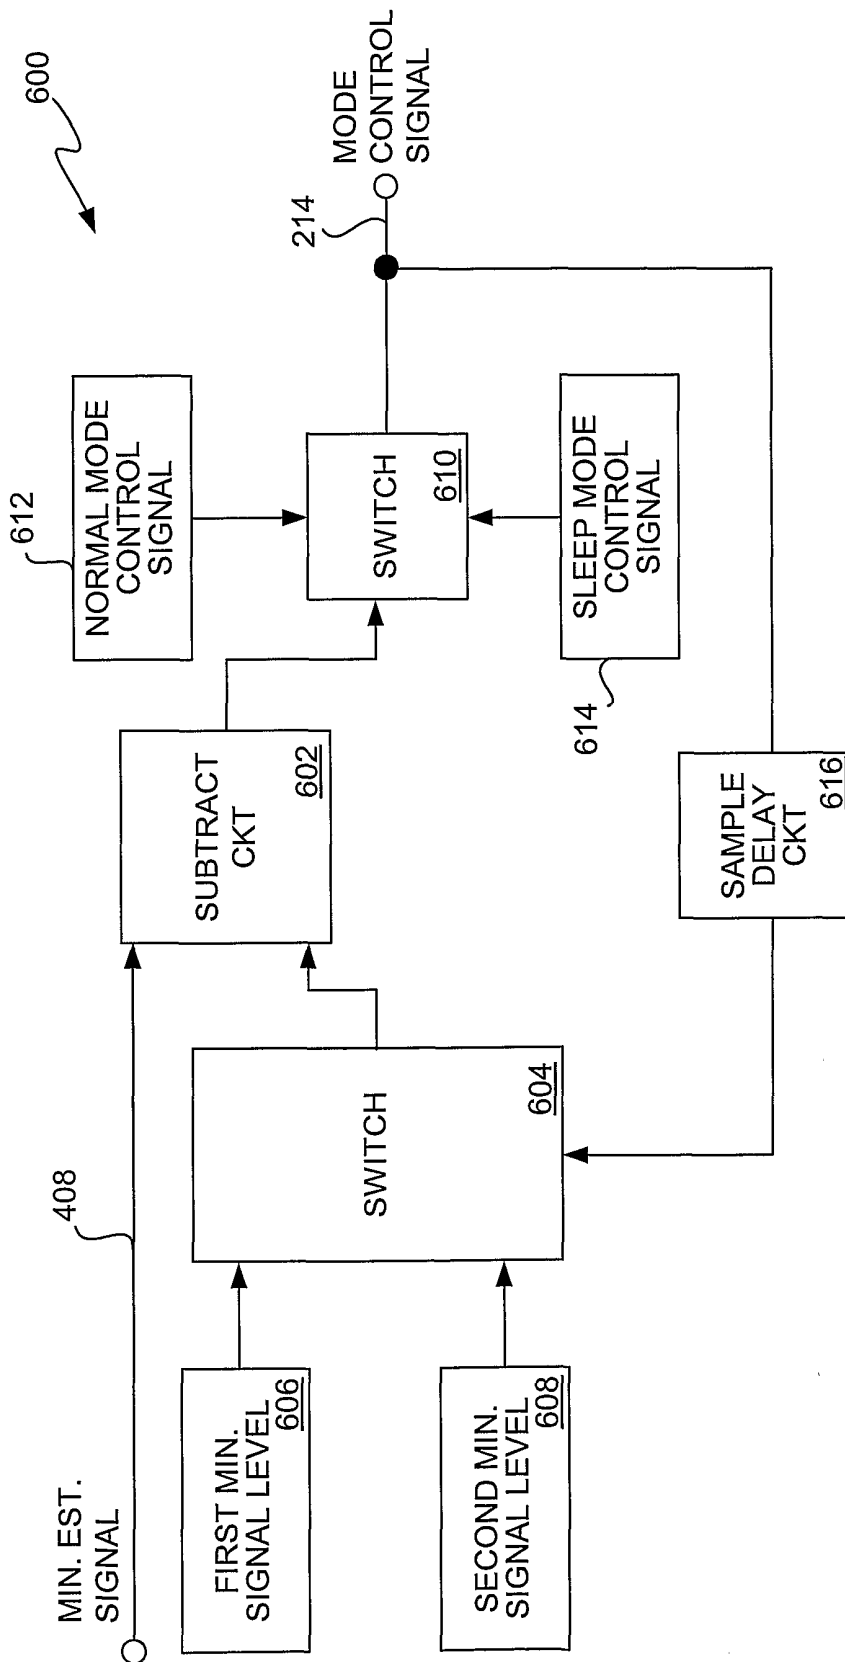 600
MIN. EST.
SIGNAL
408
FIRST MIN.
SIGNAL LEVEL
606
SECOND MIN.
SIGNAL LEVEL
608
SWITCH
604
SUBTRACT
CKT
602
612
NORMAL MODE
CONTROL
SIGNAL
SWITCH
610
614
SLEEP MODE
CONTROL
SIGNAL
SAMPLE
DELAY
CKT
616
214
MODE
CONTROL
SIGNAL